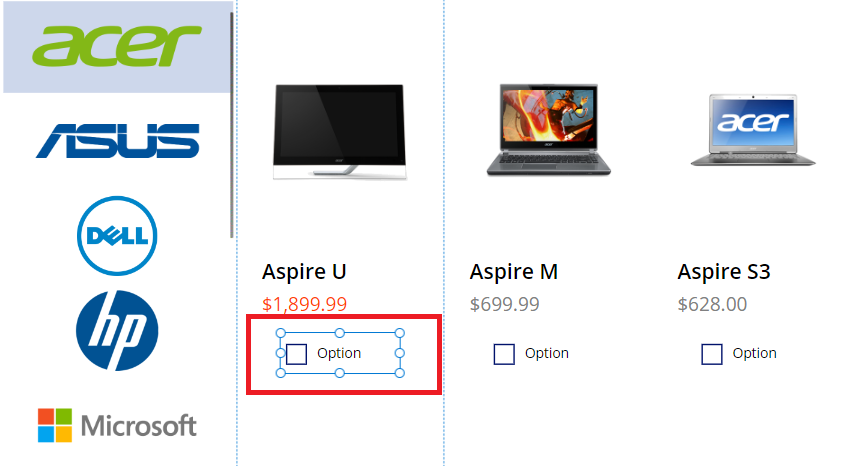 acer
ASUS
DELL
hp
Microsoft
acer
Aspire U
$1,899.99
Option
Aspire M
$699.99
Option
Aspire S3
$628.00
Option